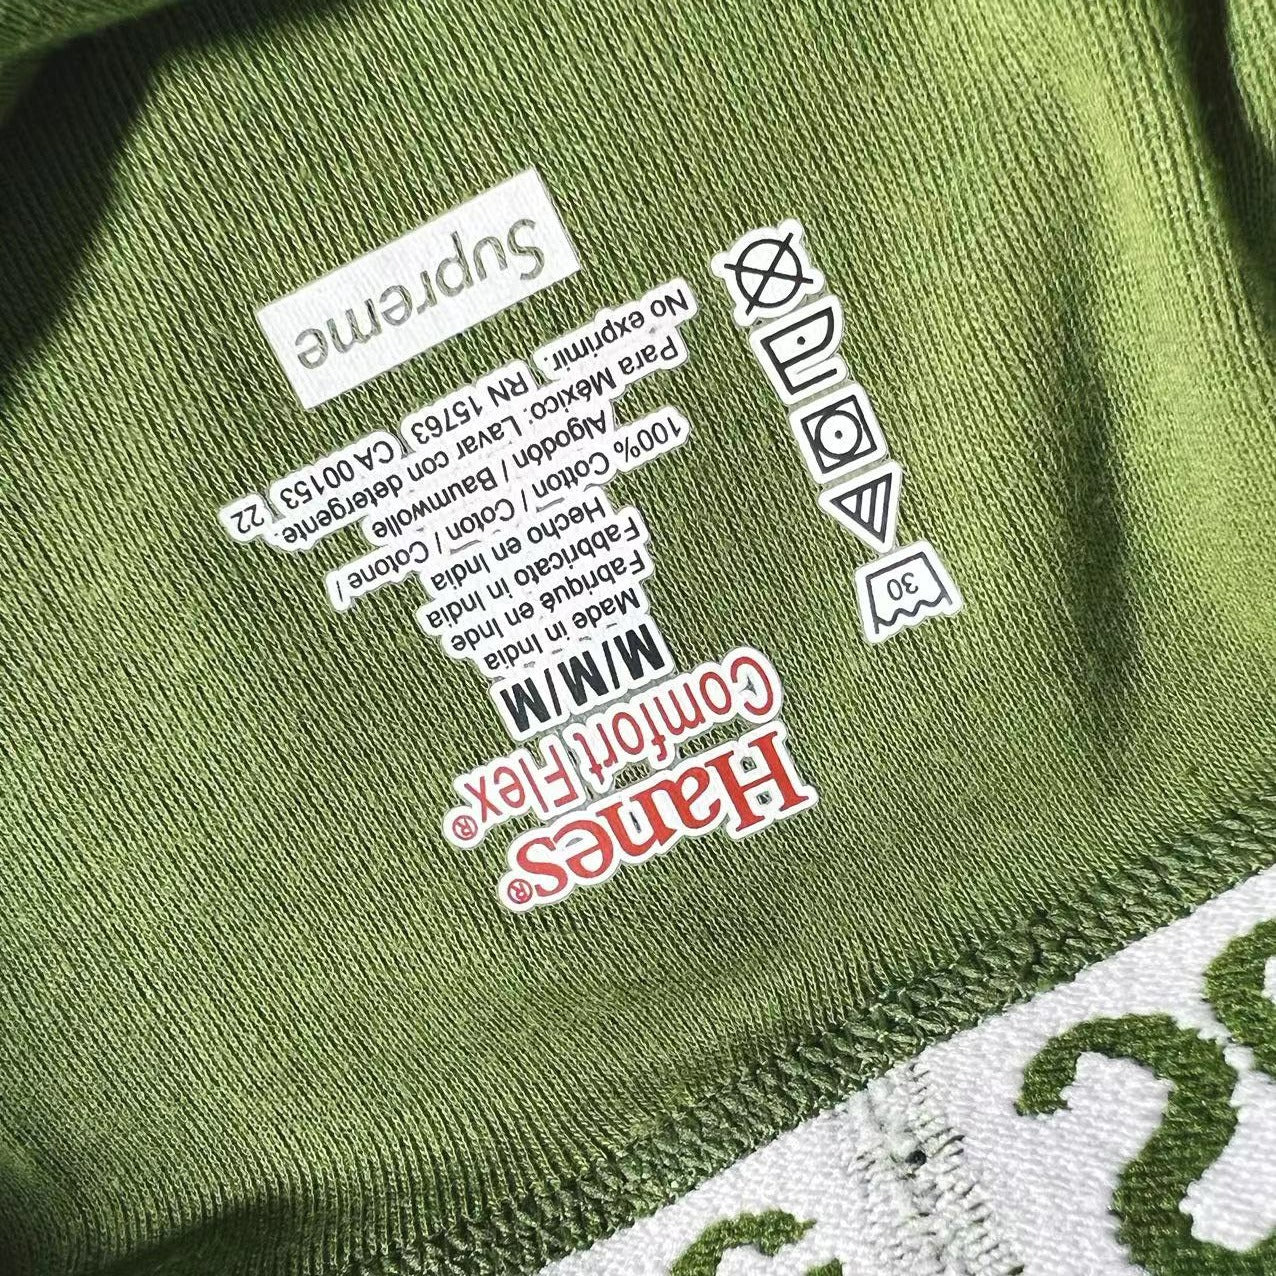 Hanes®
Comfort Flex®
M/M/M
Made in India
Fabriqué en Inde
Fabbricato in India
Hecho en India
100% Cotton / Coton / Cotone /
Algodón / Baumwolle
Para México: Lavar con detergente.
No exprimir.
RN 15763 CA 00153 22
Supreme
30